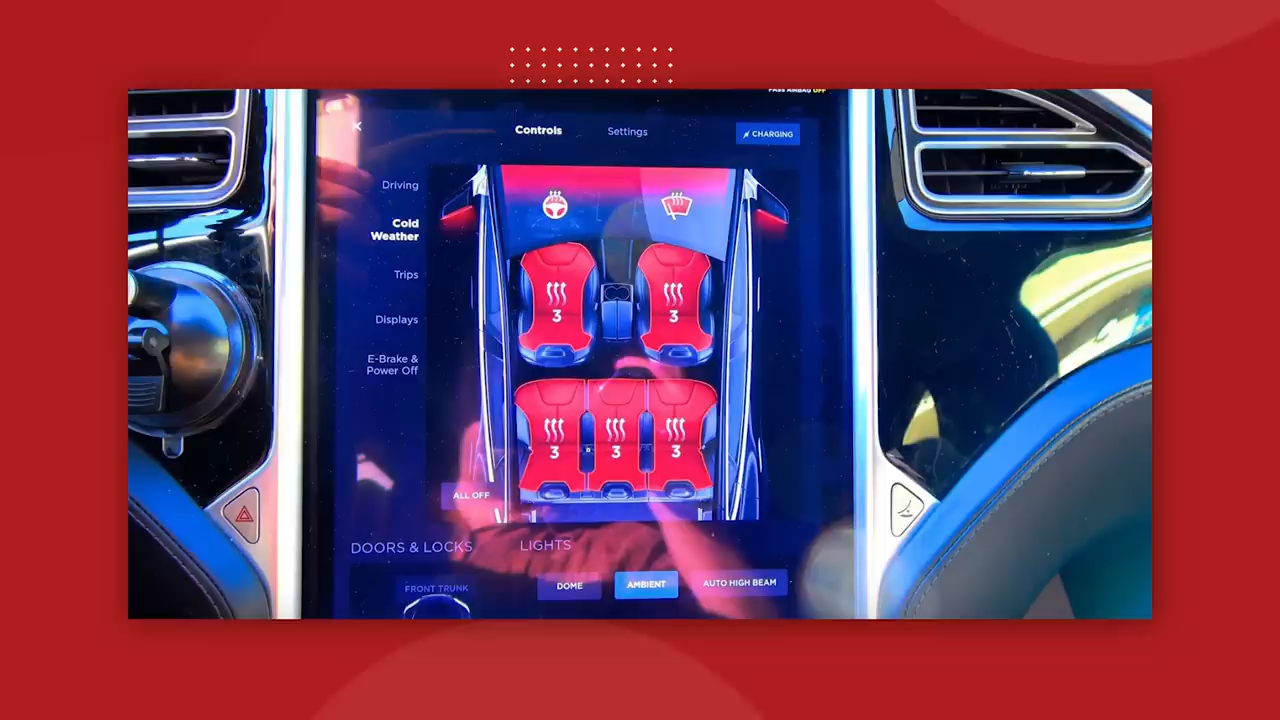 PASS AIRBAG OFF
Controls
Settings
CHARGING
Driving
Cold
Weather
Trips
Displays
E-Brake &
Power Off
3
3
3
3
3
ALL OFF
DOORS & LOCKS
LIGHTS
FRONT TRUNK
DOME
AMBIENT
AUTO HIGH BEAM